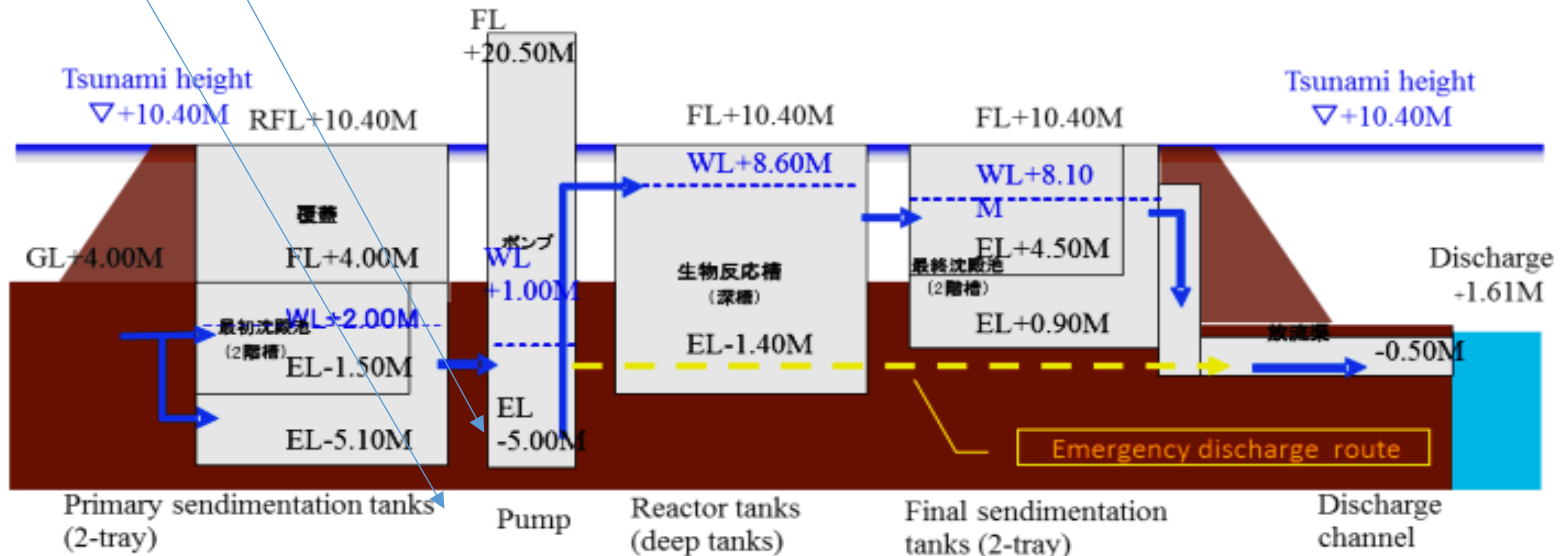 FL
+20.50M
Tsunami height
▽+10.40M
RFL+10.40M
FL+10.40M
FL+10.40M
Tsunami height
▽+10.40M
WL+8.60M
WL+8.10
M
覆蓋
ポンプ
GL+4.00M
FL+4.00M
WL
+1.00M
生物反応槽
(深槽)
EL+4.50M
最終沈殿池
(2階槽)
Discharge
+1.61M
WL+2.00M
最初沈殿池
(2階槽)
EL-1.50M
EL-1.40M
EL+0.90M
放流渠
-0.50M
EL
-5.00M
EL-5.10M
Emergency discharge route
Primary sendimentation tanks
(2-tray)
Pump
Reactor tanks
(deep tanks)
Final sendimentation
tanks (2-tray)
Discharge
channel